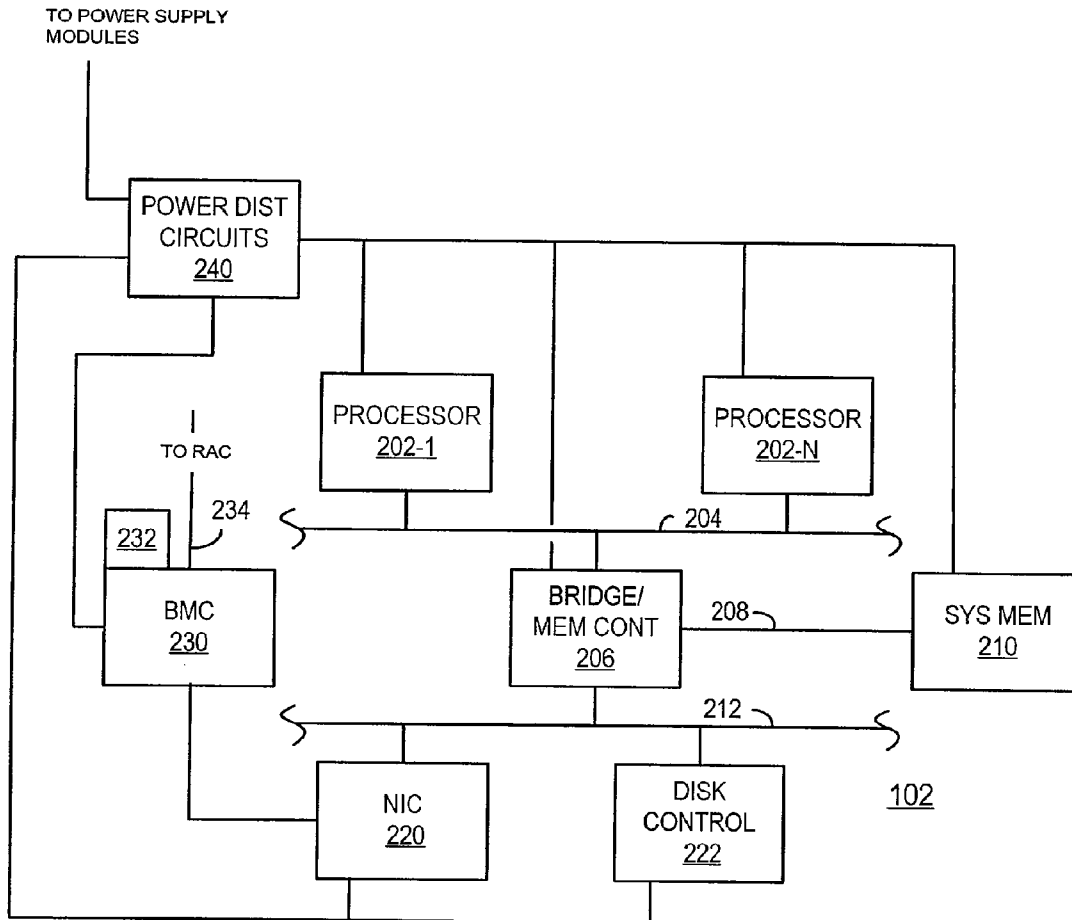 TO POWER SUPPLY
MODULES
POWER DIST
CIRCUITS
240
PROCESSOR
202-1
PROCESSOR
202-N
TO RAC
234
204
232
BMC
230
BRIDGE/
MEM CONT
206
208
SYS MEM
210
212
NIC
220
DISK
CONTROL
222
102